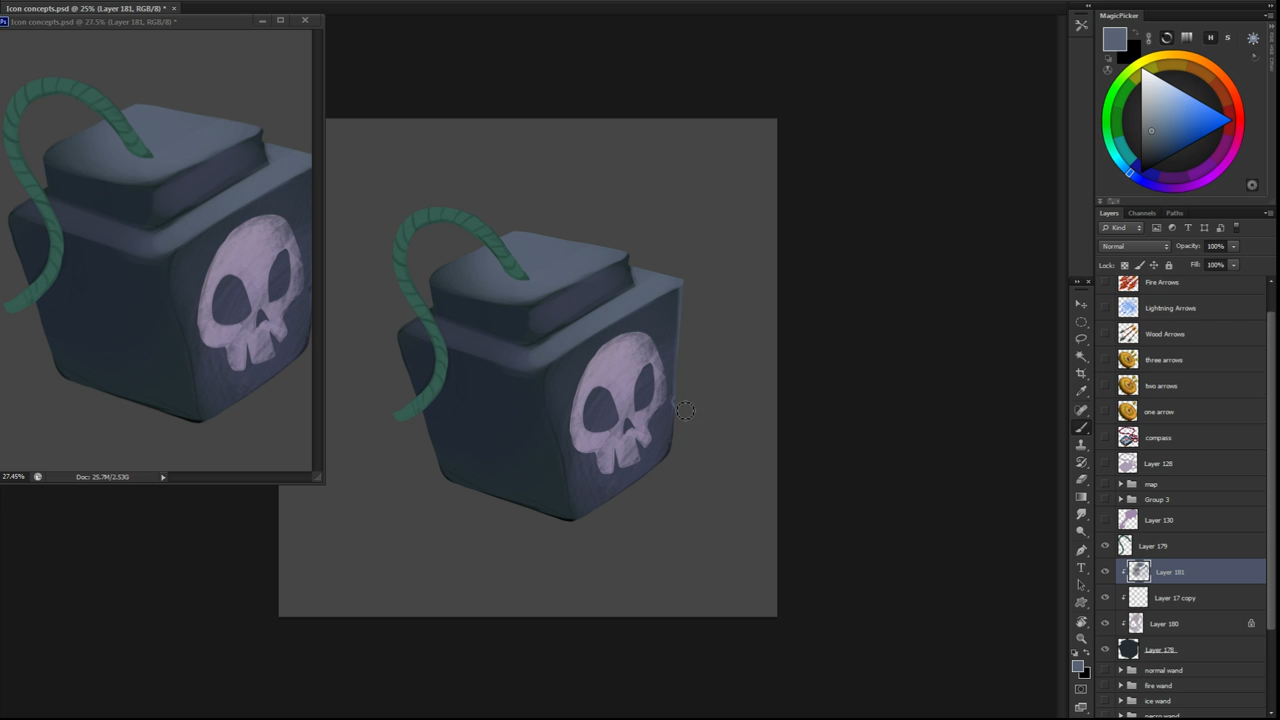 Icon concepts.psd @ 25% (Layer 181, RGB/8) * ×
Ps Icon concepts.psd @ 27.5% (Layer 181, RGB/8) *
MagicPicker
H S
Layers Channels Paths
Kind
Normal Opacity: 100%
Lock: Fill: 100%
Fire Arrows
Lightning Arrows
Wood Arrows
three arrows
two arrows
one arrow
compass
Layer 128
map
Group 3
Layer 130
Layer 179
Layer 181
Layer 17 copy
Layer 180
Layer 178
normal wand
fire wand
ice wand
necro wand
27.45% Doc: 25.7M/2.53G